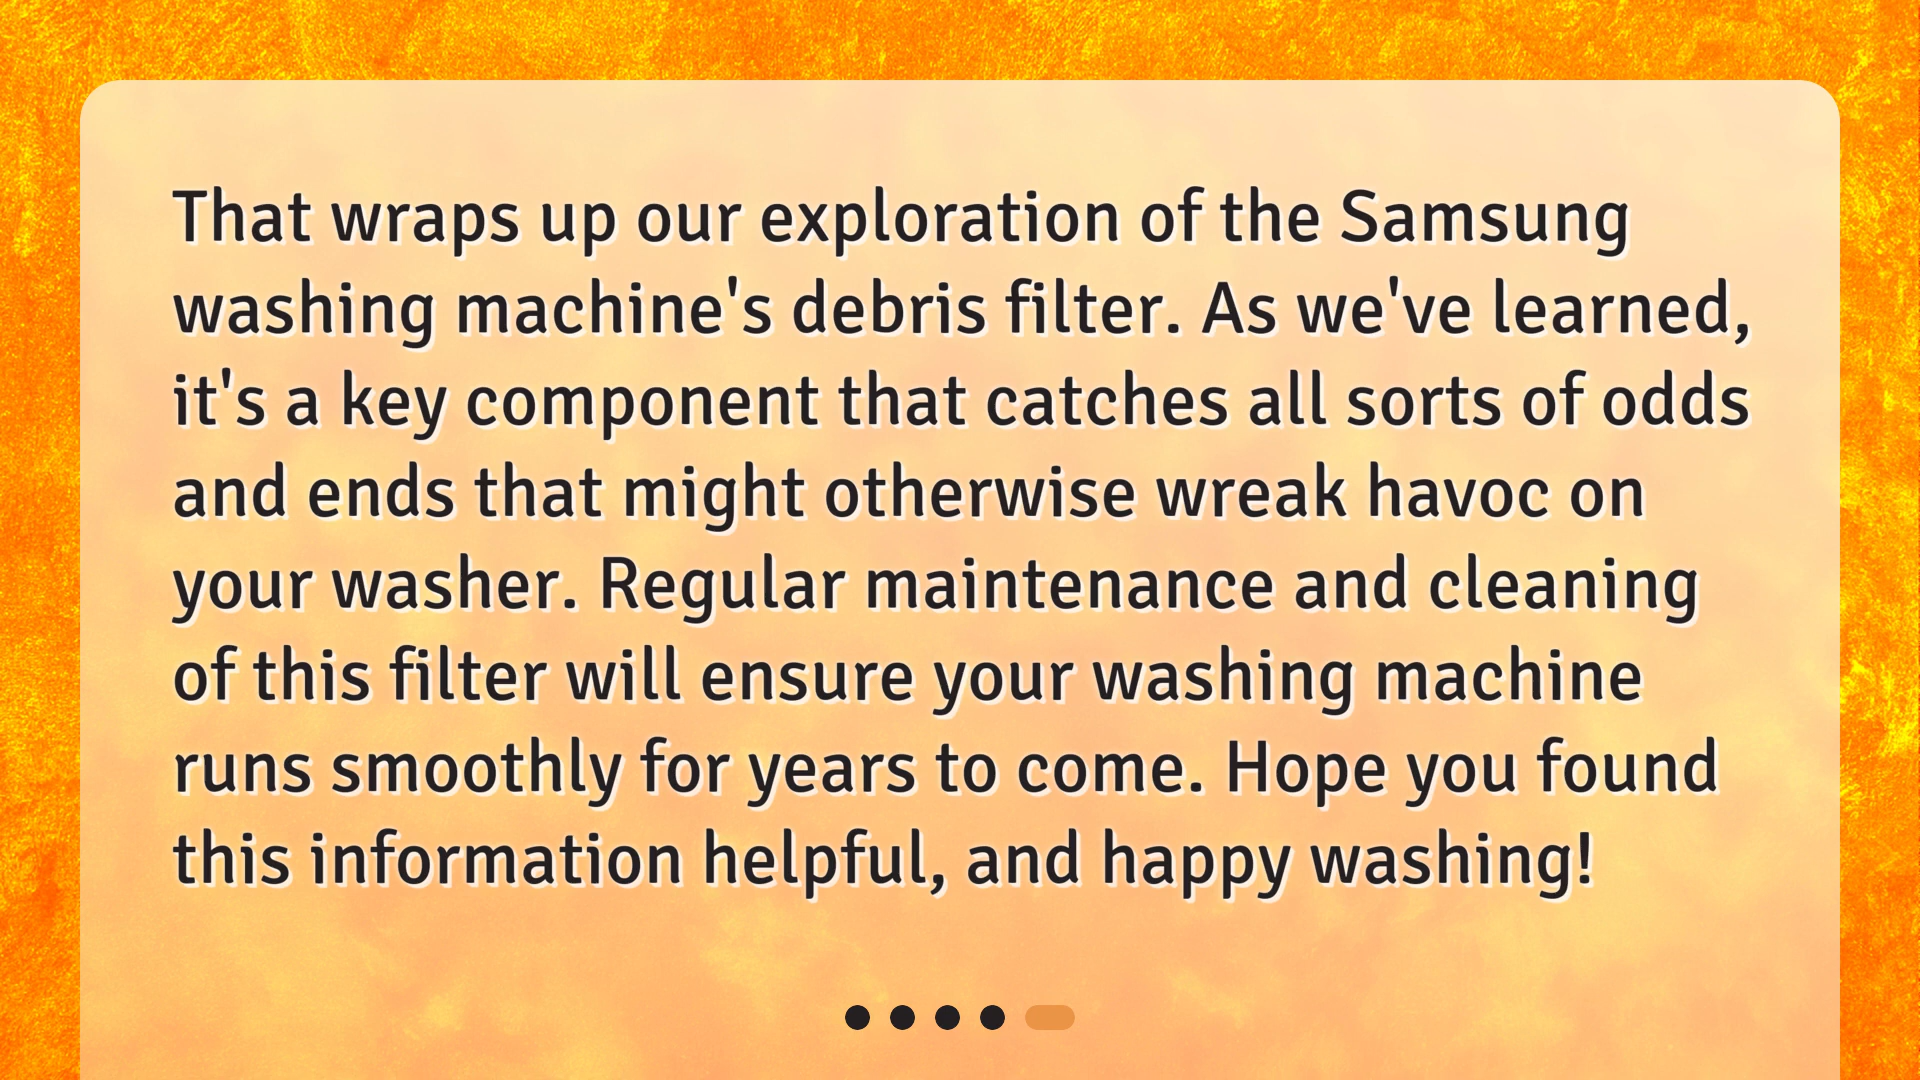 That wraps up our exploration of the Samsung
washing machine's debris filter. As we've learned,
it's a key component that catches all sorts of odds
and ends that might otherwise wreak havoc on
your washer. Regular maintenance and cleaning
of this filter will ensure your washing machine
runs smoothly for years to come. Hope you found
this information helpful, and happy washing!